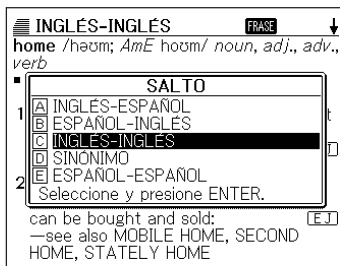 INGLÉS-INGLÉS FRASE
home /həʊm; AmE hoʊm/ noun, adj., adv.,
verb
SALTO
1 A INGLÉS-ESPAÑOL t
B ESPAÑOL-INGLÉS
C INGLÉS-INGLÉS
D SINÓNIMO
2 E ESPAÑOL-ESPAÑOL
Seleccione y presione ENTER.
can be bought and sold: EJ
—see also MOBILE HOME, SECOND
HOME, STATELY HOME